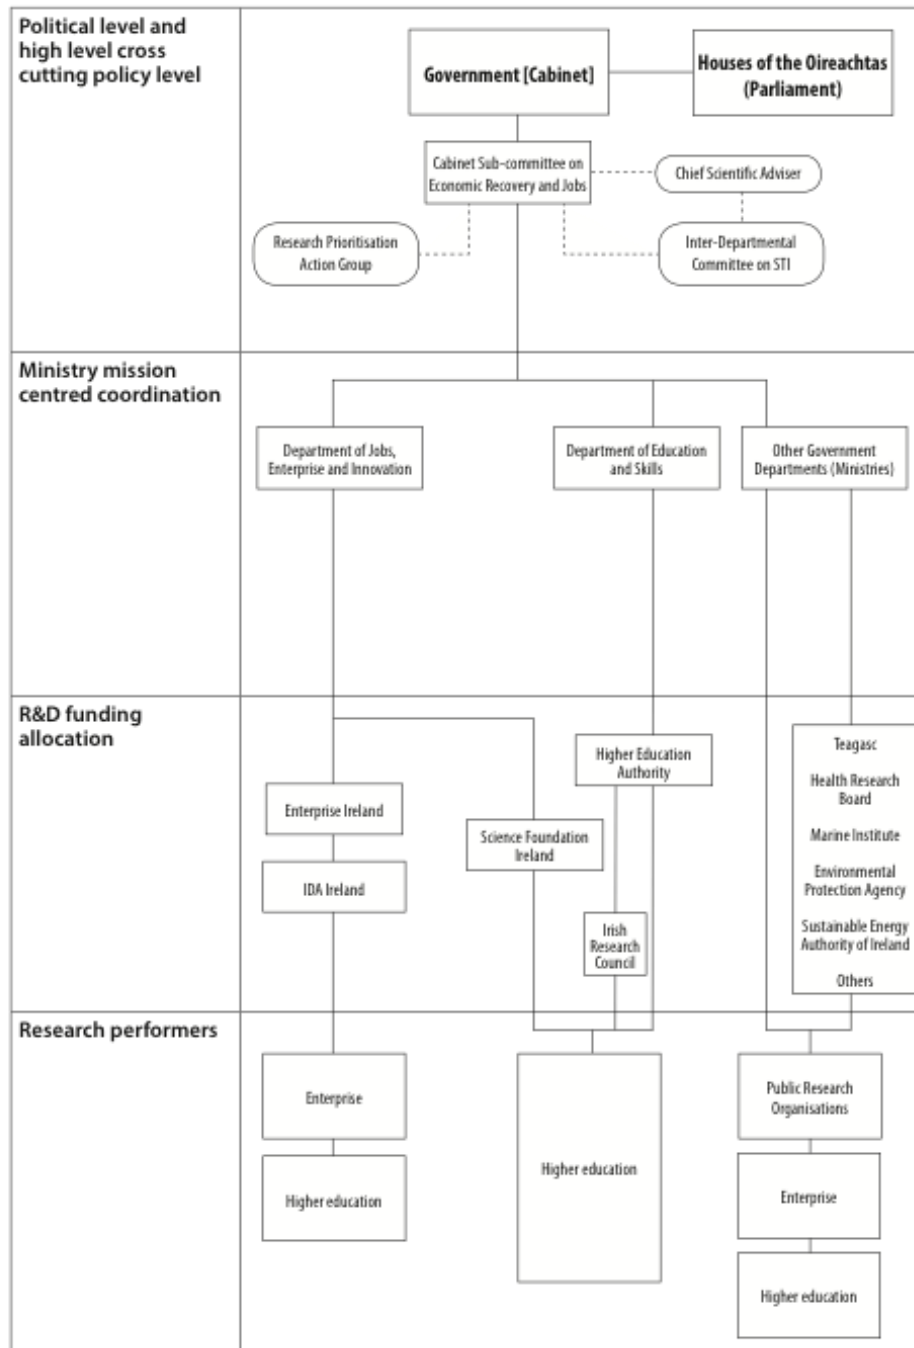 Political level and
high level cross
cutting policy level
Government [Cabinet]
Houses of the Oireachtas
(Parliament)
Cabinet Sub-committee on
Economic Recovery and Jobs
Chief Scientific Adviser
Research Prioritisation
Action Group
Inter-Departmental
Committee on STI
Ministry mission
centred coordination
Department of Jobs,
Enterprise and Innovation
Department of Education
and Skills
Other Government
Departments (Ministries)
R&D funding
allocation
Enterprise Ireland
IDA Ireland
Science Foundation
Ireland
Higher Education
Authority
Irish
Research
Council
Teagasc
Health Research
Board
Marine Institute
Environmental
Protection Agency
Sustainable Energy
Authority of Ireland
Others
Research performers
Enterprise
Higher education
Higher education
Public Research
Organisations
Enterprise
Higher education